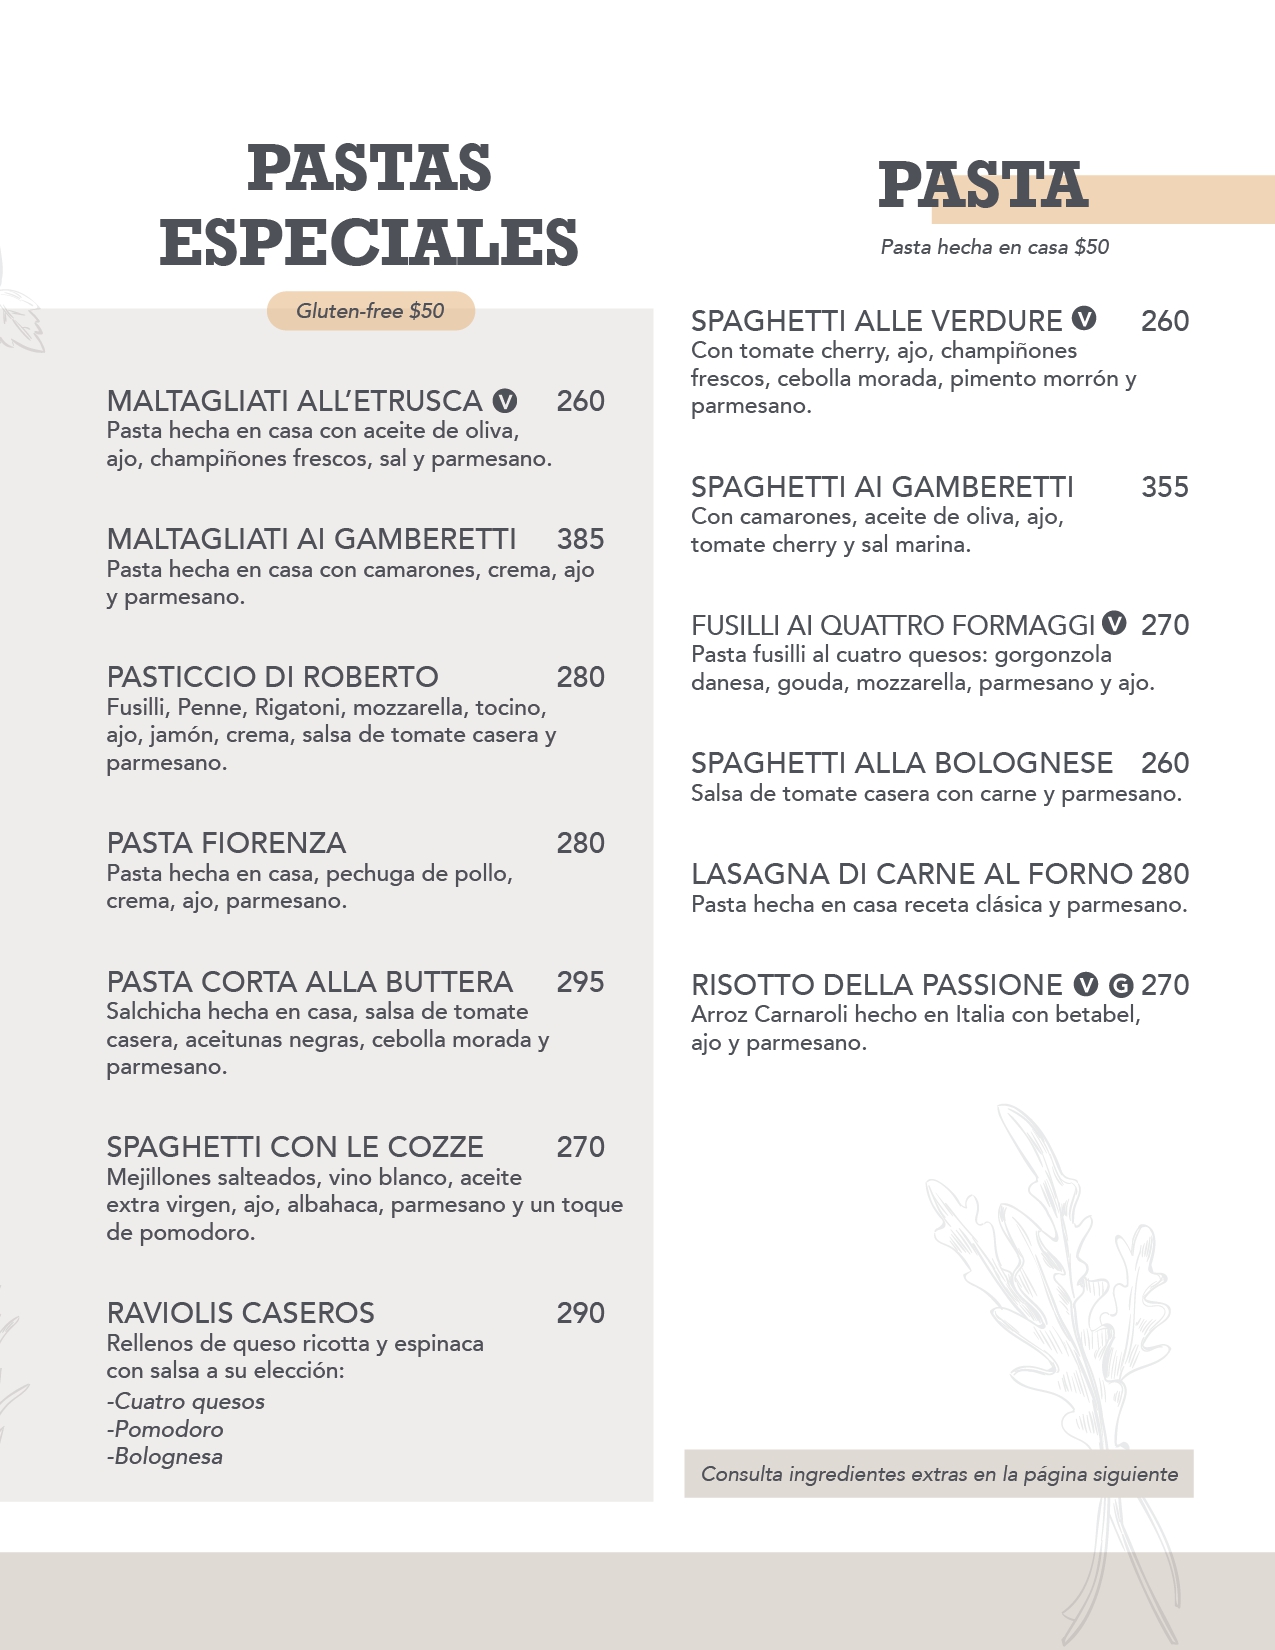 PASTAS
ESPECIALES
Gluten-free $50
MALTAGLIATI ALL’ETRUSCA V 260
Pasta hecha en casa con aceite de oliva,
ajo, champiñones frescos, sal y parmesano.
MALTAGLIATI AI GAMBERETTI 385
Pasta hecha en casa con camarones, crema, ajo
y parmesano.
PASTICCIO DI ROBERTO 280
Fusilli, Penne, Rigatoni, mozzarella, tocino,
ajo, jamón, crema, salsa de tomate casera y
parmesano.
PASTA FIORENZA 280
Pasta hecha en casa, pechuga de pollo,
crema, ajo, parmesano.
PASTA CORTA ALLA BUTTERA 295
Salchicha hecha en casa, salsa de tomate
casera, aceitunas negras, cebolla morada y
parmesano.
SPAGHETTI CON LE COZZE 270
Mejillones salteados, vino blanco, aceite
extra virgen, ajo, albahaca, parmesano y un toque
de pomodoro.
RAVIOLIS CASEROS 290
Rellenos de queso ricotta y espinaca
con salsa a su elección:
-Cuatro quesos
-Pomodoro
-Bolognesa
PASTA
Pasta hecha en casa $50
SPAGHETTI ALLE VERDURE V 260
Con tomate cherry, ajo, champiñones
frescos, cebolla morada, pimento morrón y
parmesano.
SPAGHETTI AI GAMBERETTI 355
Con camarones, aceite de oliva, ajo,
tomate cherry y sal marina.
FUSILLI AI QUATTRO FORMAGGI V 270
Pasta fusilli al cuatro quesos: gorgonzola
danesa, gouda, mozzarella, parmesano y ajo.
SPAGHETTI ALLA BOLOGNESE 260
Salsa de tomate casera con carne y parmesano.
LASAGNA DI CARNE AL FORNO 280
Pasta hecha en casa receta clásica y parmesano.
RISOTTO DELLA PASSIONE V G 270
Arroz Carnaroli hecho en Italia con betabel,
ajo y parmesano.
Consulta ingredientes extras en la página siguiente